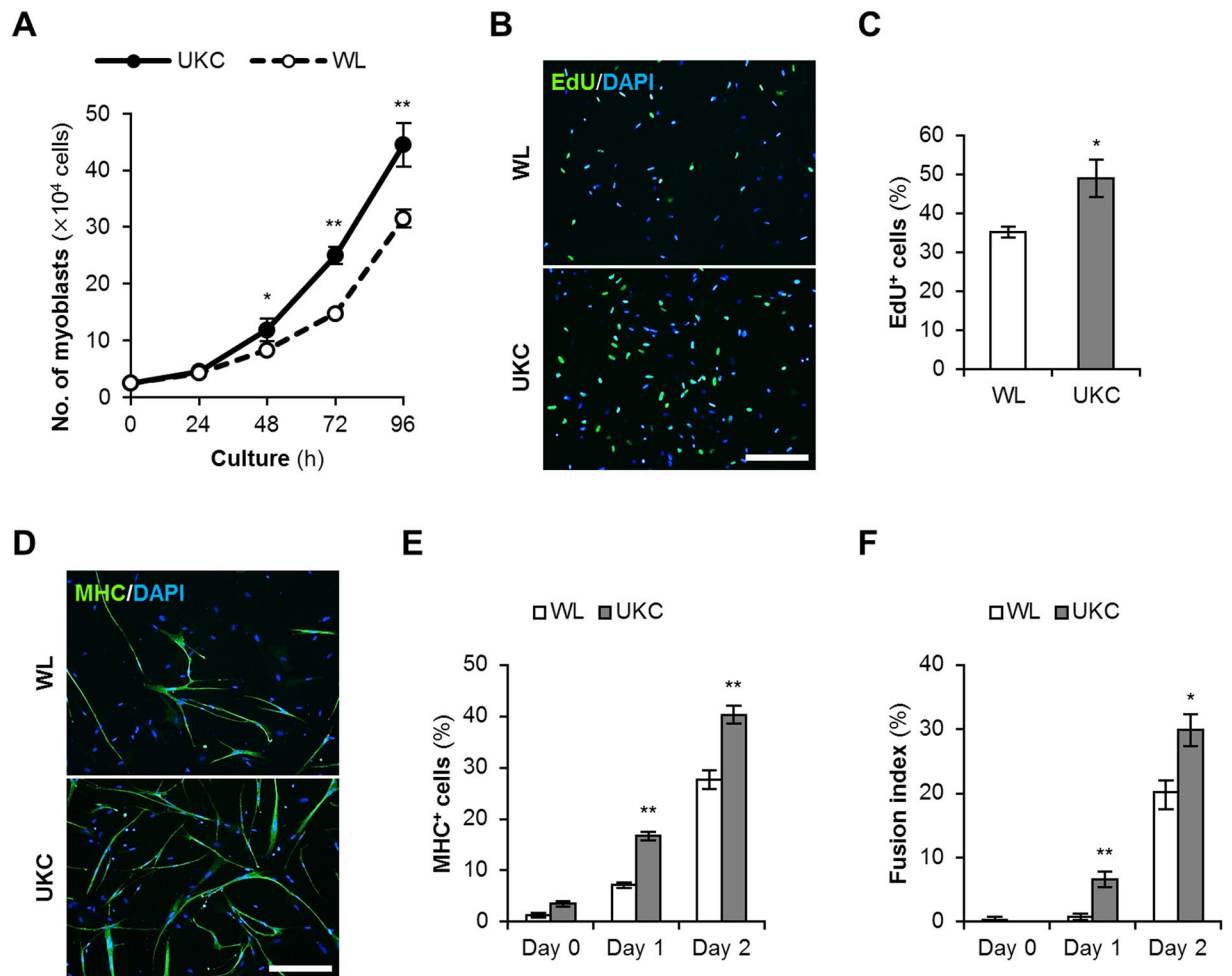 A
UKC WL
50
40
30
20
10
0
0 24 48 72 96
* ** **
No. of myoblasts (×10⁴ cells)
Culture (h)
B
EdU/DAPI
WL
UKC
C
60
50
40
30
20
10
0
*
EdU⁺ cells (%)
WL UKC
D
MHC/DAPI
WL
UKC
E
WL UKC
50
40
30
20
10
0
** **
MHC⁺ cells (%)
Day 0 Day 1 Day 2
F
WL UKC
40
30
20
10
0
** *
Fusion index (%)
Day 0 Day 1 Day 2